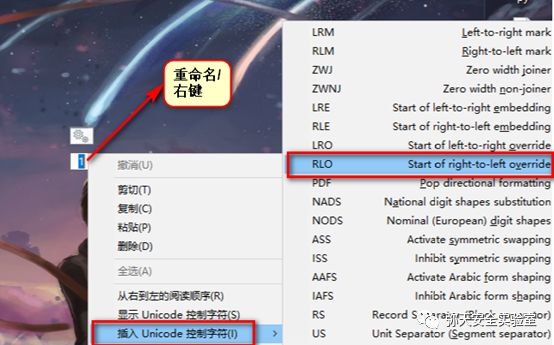 py
重命名/
右键
1
撤消(U)
剪切(T)
复制(C)
粘贴(P)
删除(D)
全选(A)
从右到左的阅读顺序(R)
显示 Unicode 控制字符(S)
插入 Unicode 控制字符(I)
LRM Left-to-right mark
RLM Right-to-left mark
ZWJ Zero width joiner
ZWNJ Zero width non-joiner
LRE Start of left-to-right embedding
RLE Start of right-to-left embedding
LRO Start of left-to-right override
RLO Start of right-to-left override
PDF Pop directional formatting
NADS National digit shapes substitution
NODS Nominal (European) digit shapes
ASS Activate symmetric swapping
ISS Inhibit symmetric swapping
AAFS Activate Arabic form shaping
IAFS Inhibit Arabic form shaping
RS Record Separator (Block separator)
US Unit Separator (Segment separator)
安全实验室